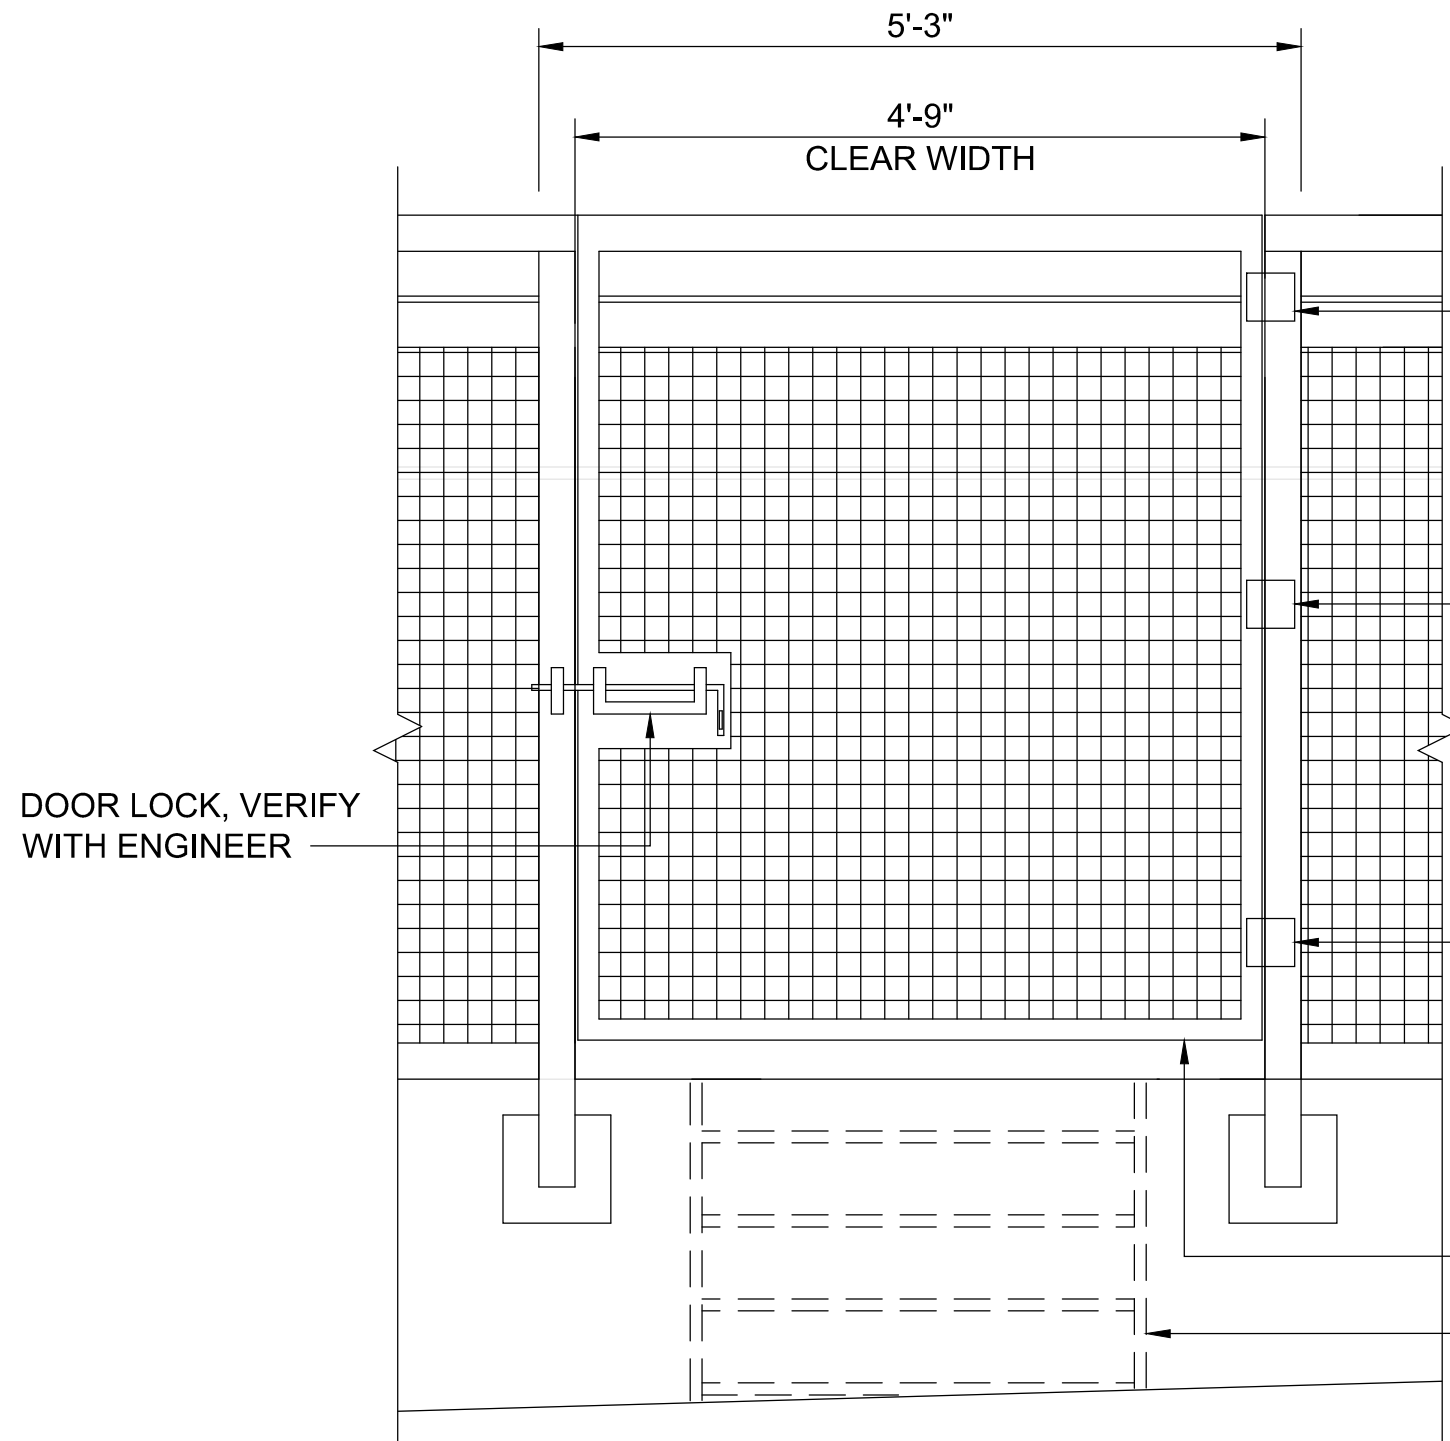 5'-3"
4'-9"
CLEAR WIDTH
DOOR LOCK, VERIFY
WITH ENGINEER